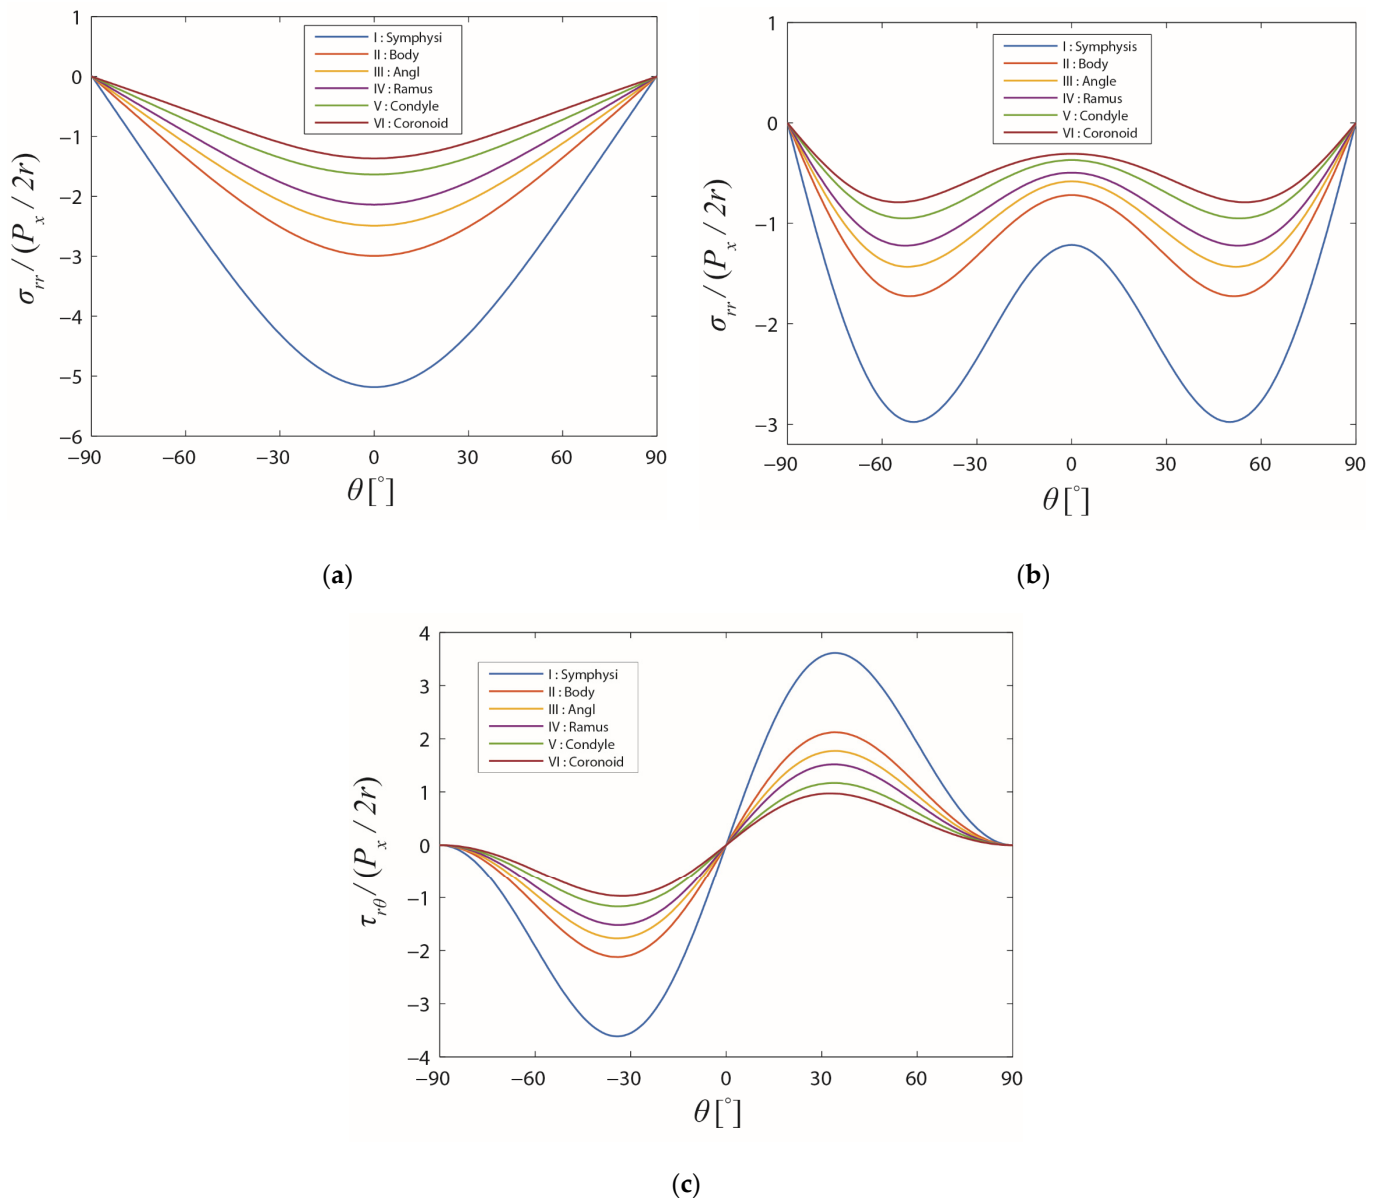 1
0
−1
−2
−3
−4
−5
−6
σrr / (Px / 2r)
I : Symphysi
II : Body
III : Angl
IV : Ramus
V : Condyle
VI : Coronoid
−90 −60 −30 0 30 60 90
θ [°]
(a)
1
0
−1
−2
−3
σrr / (Px / 2r)
I : Symphysis
II : Body
III : Angle
IV : Ramus
V : Condyle
VI : Coronoid
−90 −60 −30 0 30 60 90
θ [°]
(b)
4
3
2
1
0
−1
−2
−3
−4
τrθ / (Px / 2r)
I : Symphysi
II : Body
III : Angl
IV : Ramus
V : Condyle
VI : Coronoid
−90 −60 −30 0 30 60 90
θ [°]
(c)